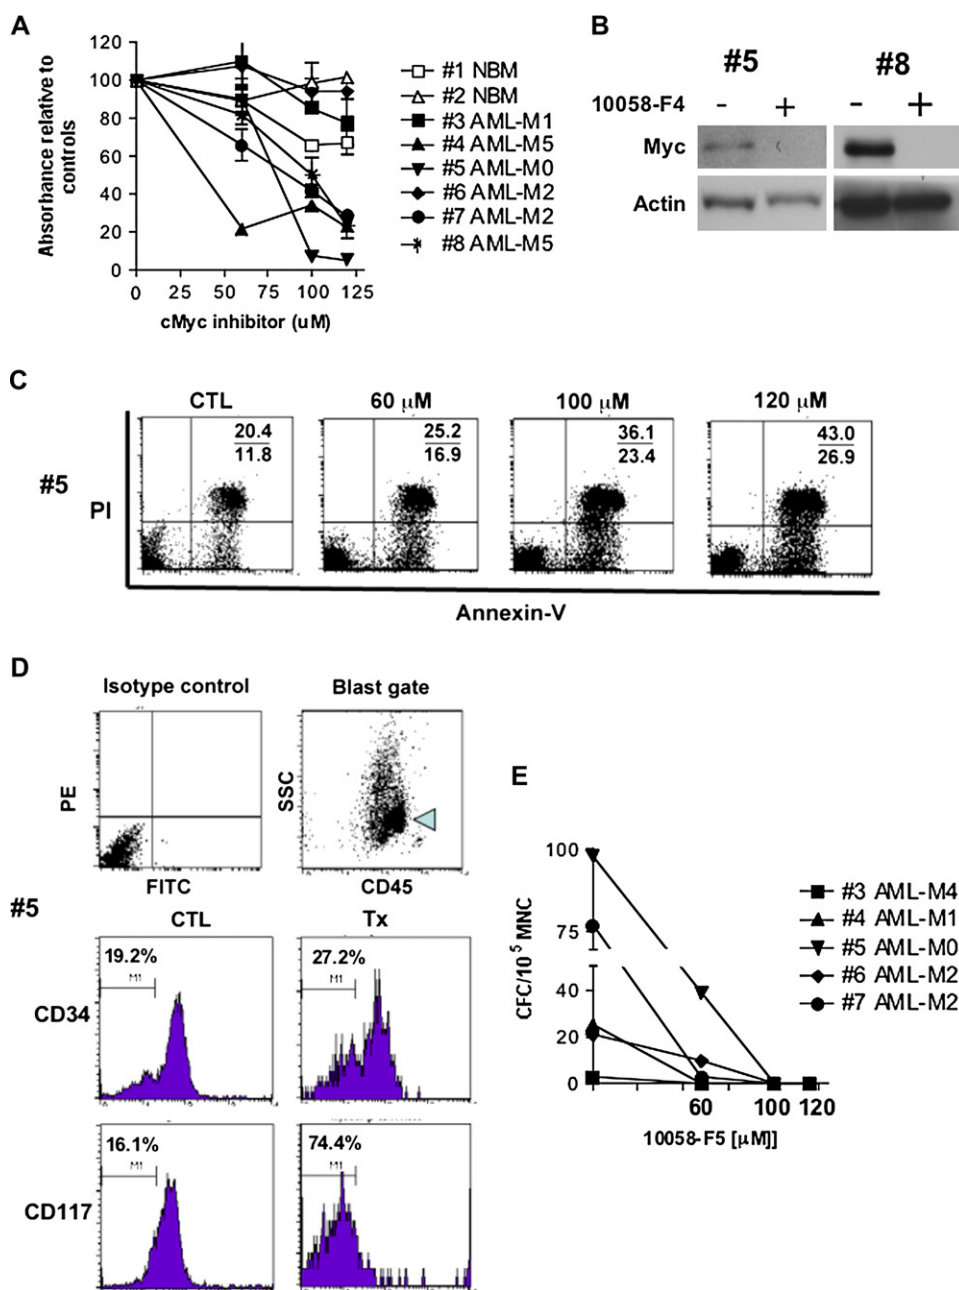 A
Absorbance relative to
controls
120
100
80
60
40
20
0
0 25 50 75 100 125
cMyc inhibitor (uM)
#1 NBM
#2 NBM
#3 AML-M1
#4 AML-M5
#5 AML-M0
#6 AML-M2
#7 AML-M2
#8 AML-M5
B
#5 #8
10058-F4 - + - +
Myc
Actin
C
CTL 60 µM 100 µM 120 µM
20.4 25.2 36.1 43.0
11.8 16.9 23.4 26.9
#5
PI
Annexin-V
D
Isotype control Blast gate
PE SSC
FITC CD45
#5
CTL Tx
19.2% 27.2%
M1 M1
CD34
16.1% 74.4%
M1 M1
CD117
E
CFC/10⁵ MNC
100
75
40
20
0
60 100 120
10058-F5 [µM]]
#3 AML-M4
#4 AML-M1
#5 AML-M0
#6 AML-M2
#7 AML-M2